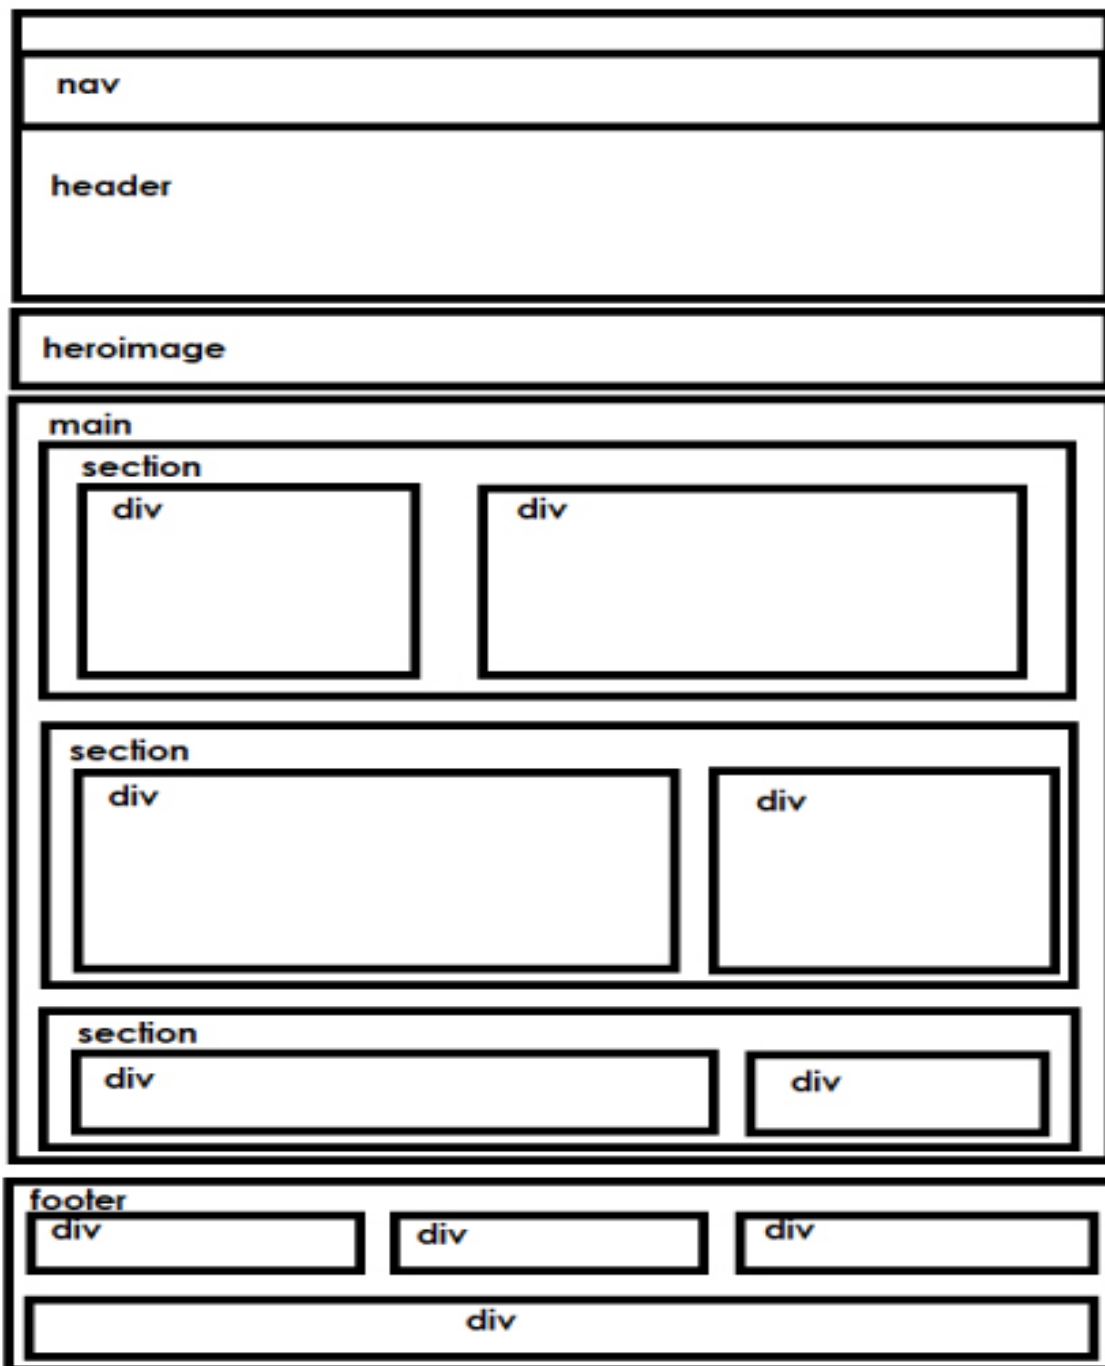 nav
header
heroimage
main
section
div div
section
div div
section
div div
footer
div div div
div